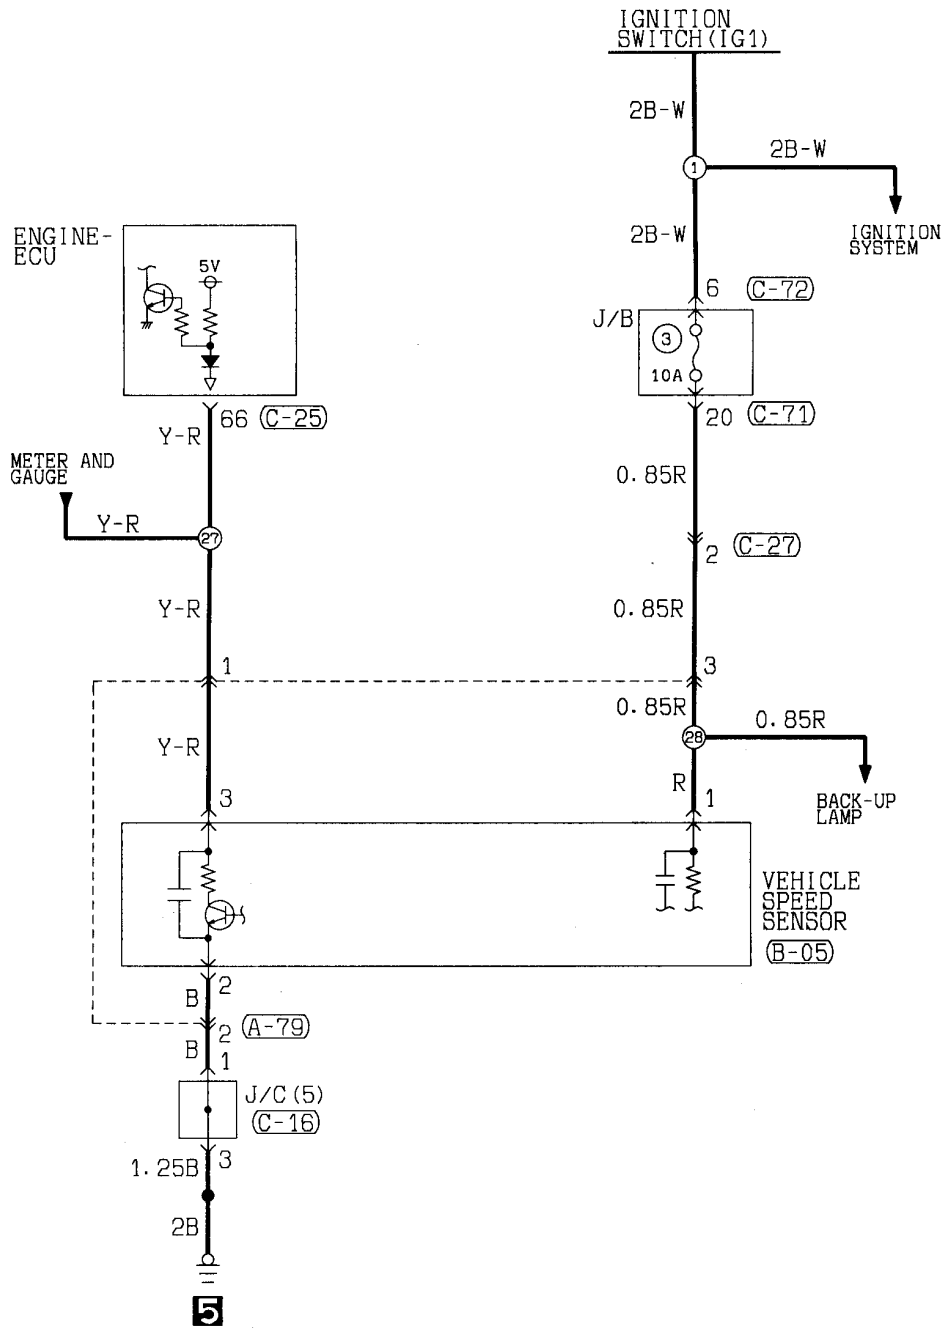 IGNITION
SWITCH(IG1)
2B-W
1
2B-W
2B-W
IGNITION
SYSTEM
ENGINE-
ECU
5V
6 C-72
J/B
3
10A
66 C-25
20 C-71
Y-R
METER AND
GAUGE
0.85R
Y-R
27
2 C-27
Y-R
0.85R
1
3
0.85R
0.85R
28
Y-R
R
3
1
BACK-UP
LAMP
VEHICLE
SPEED
SENSOR
B-05
2
B
2 A-79
B
1
J/C(5)
C-16
3
1.25B
2B
5